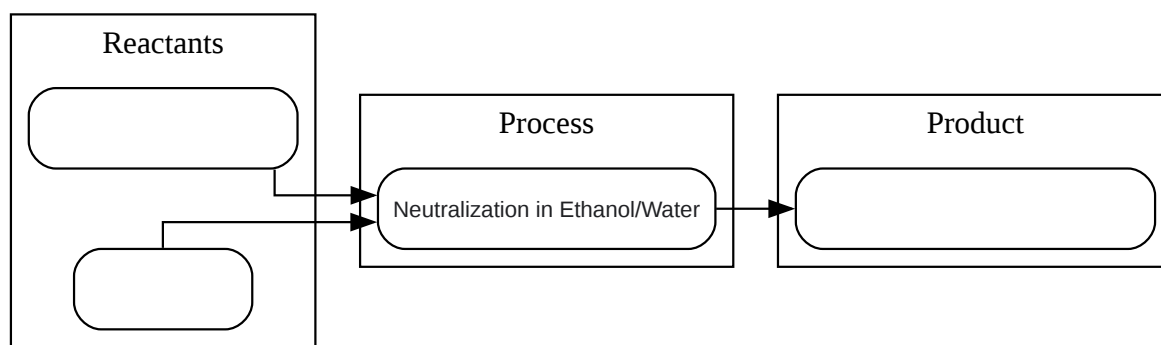 Reactants
Process
Neutralization in Ethanol/Water
Product